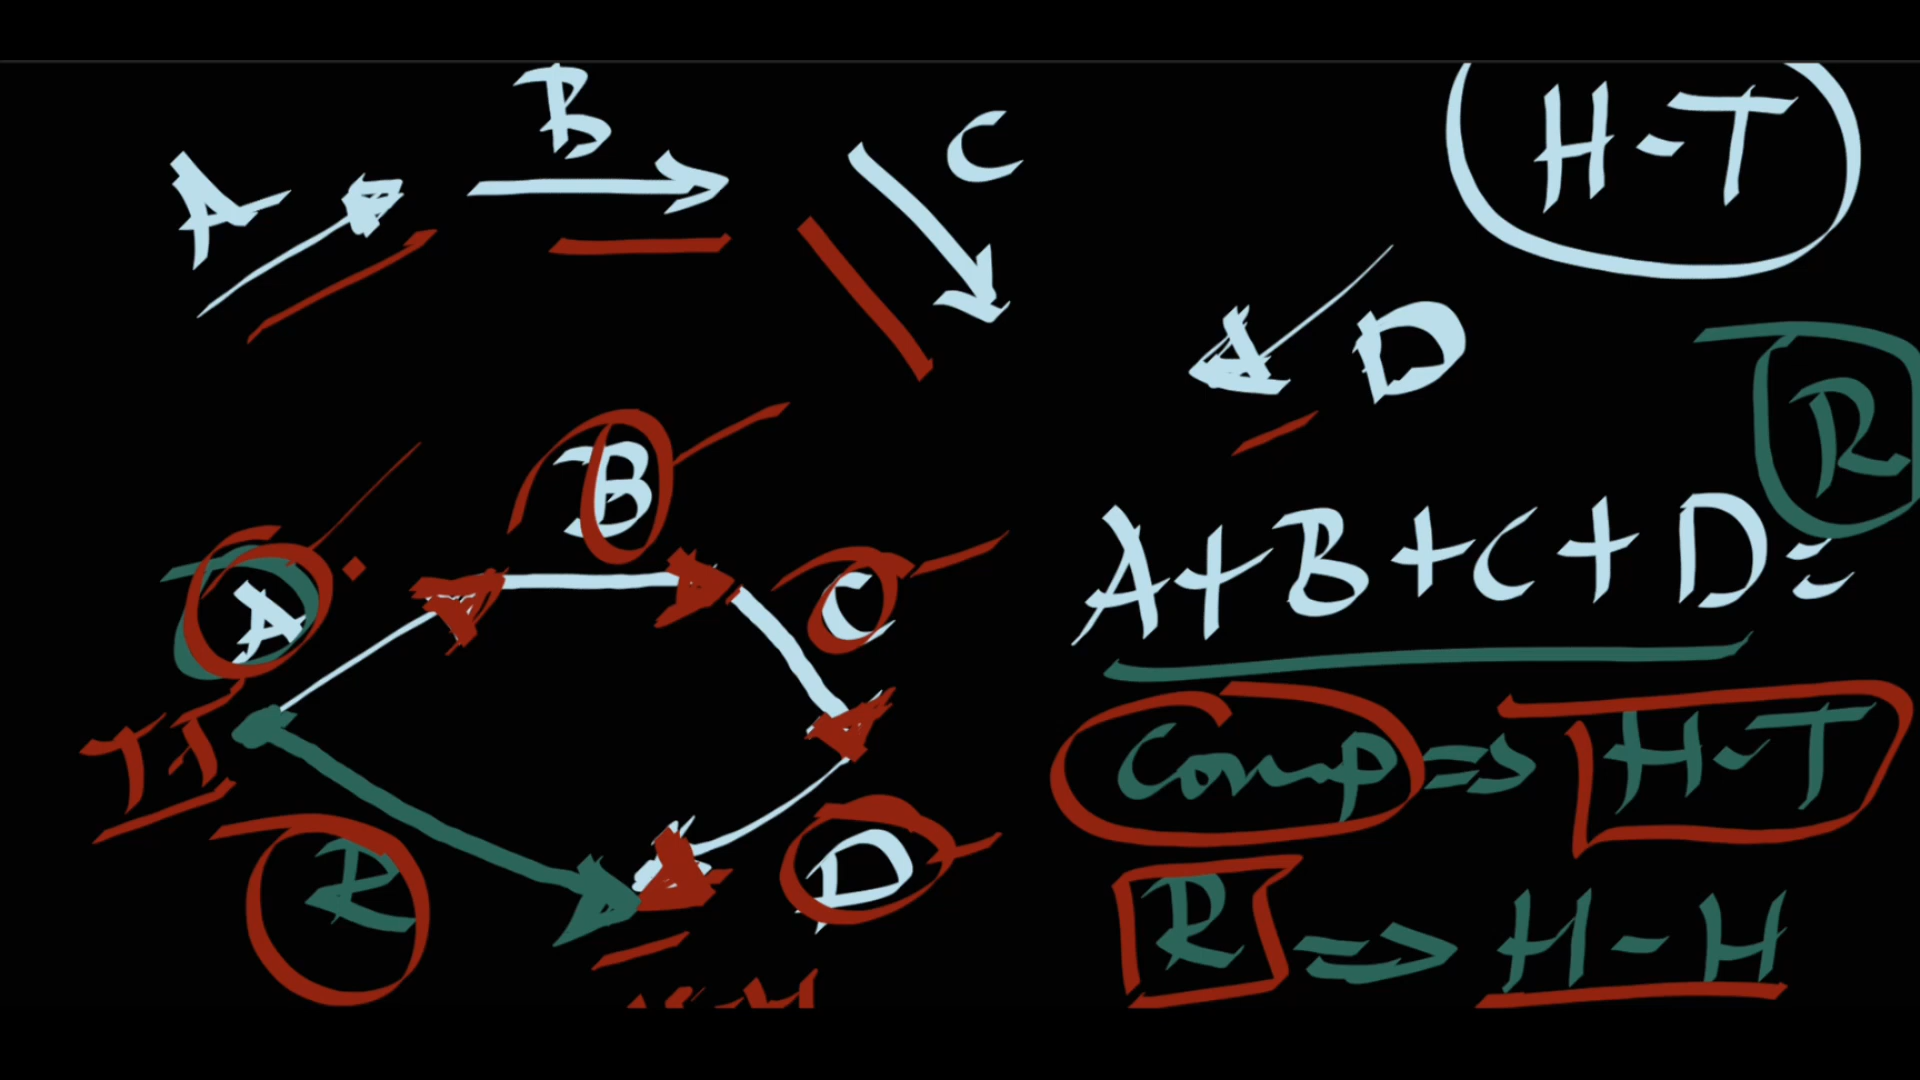 A B C H-T
D
R
B
A C A+B+C+D=
T-T Comp => H-T
R D R => H-H